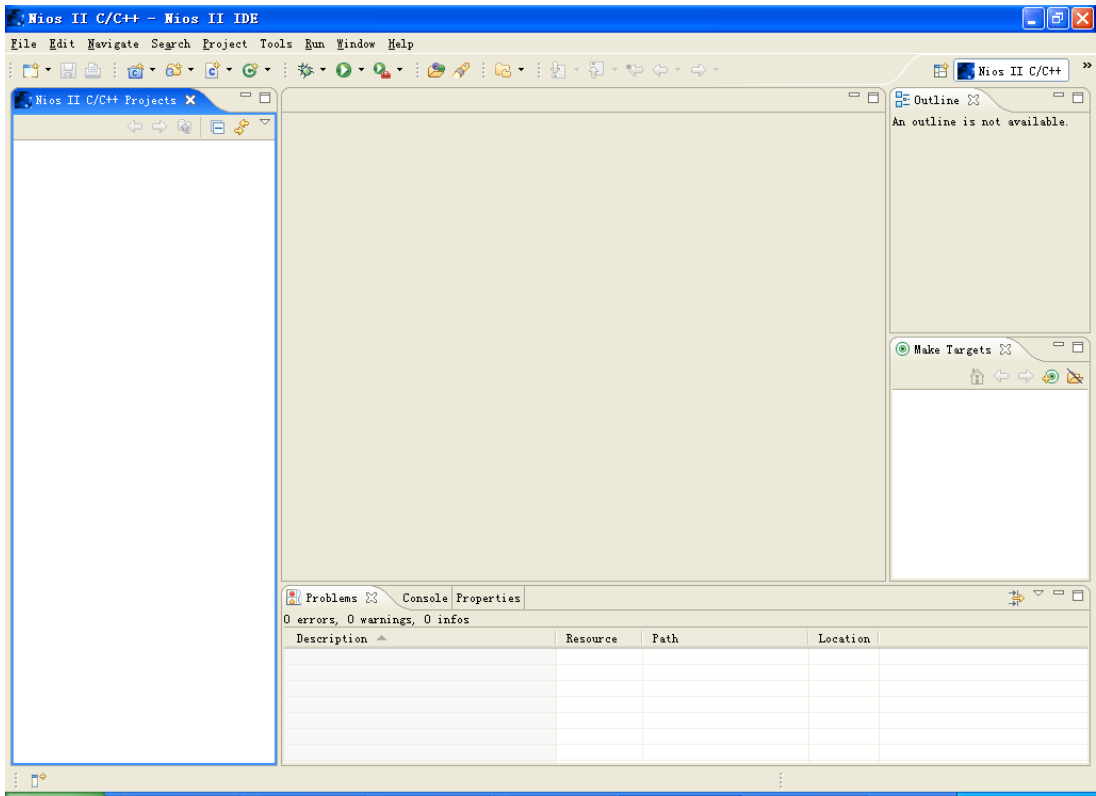 Nios II C/C++ - Nios II IDE
File Edit Navigate Search Project Tools Run Window Help
Nios II C/C++ »
Nios II C/C++ Projects
Outline
An outline is not available.
Make Targets
Problems Console Properties
0 errors, 0 warnings, 0 infos
Description Resource Path Location